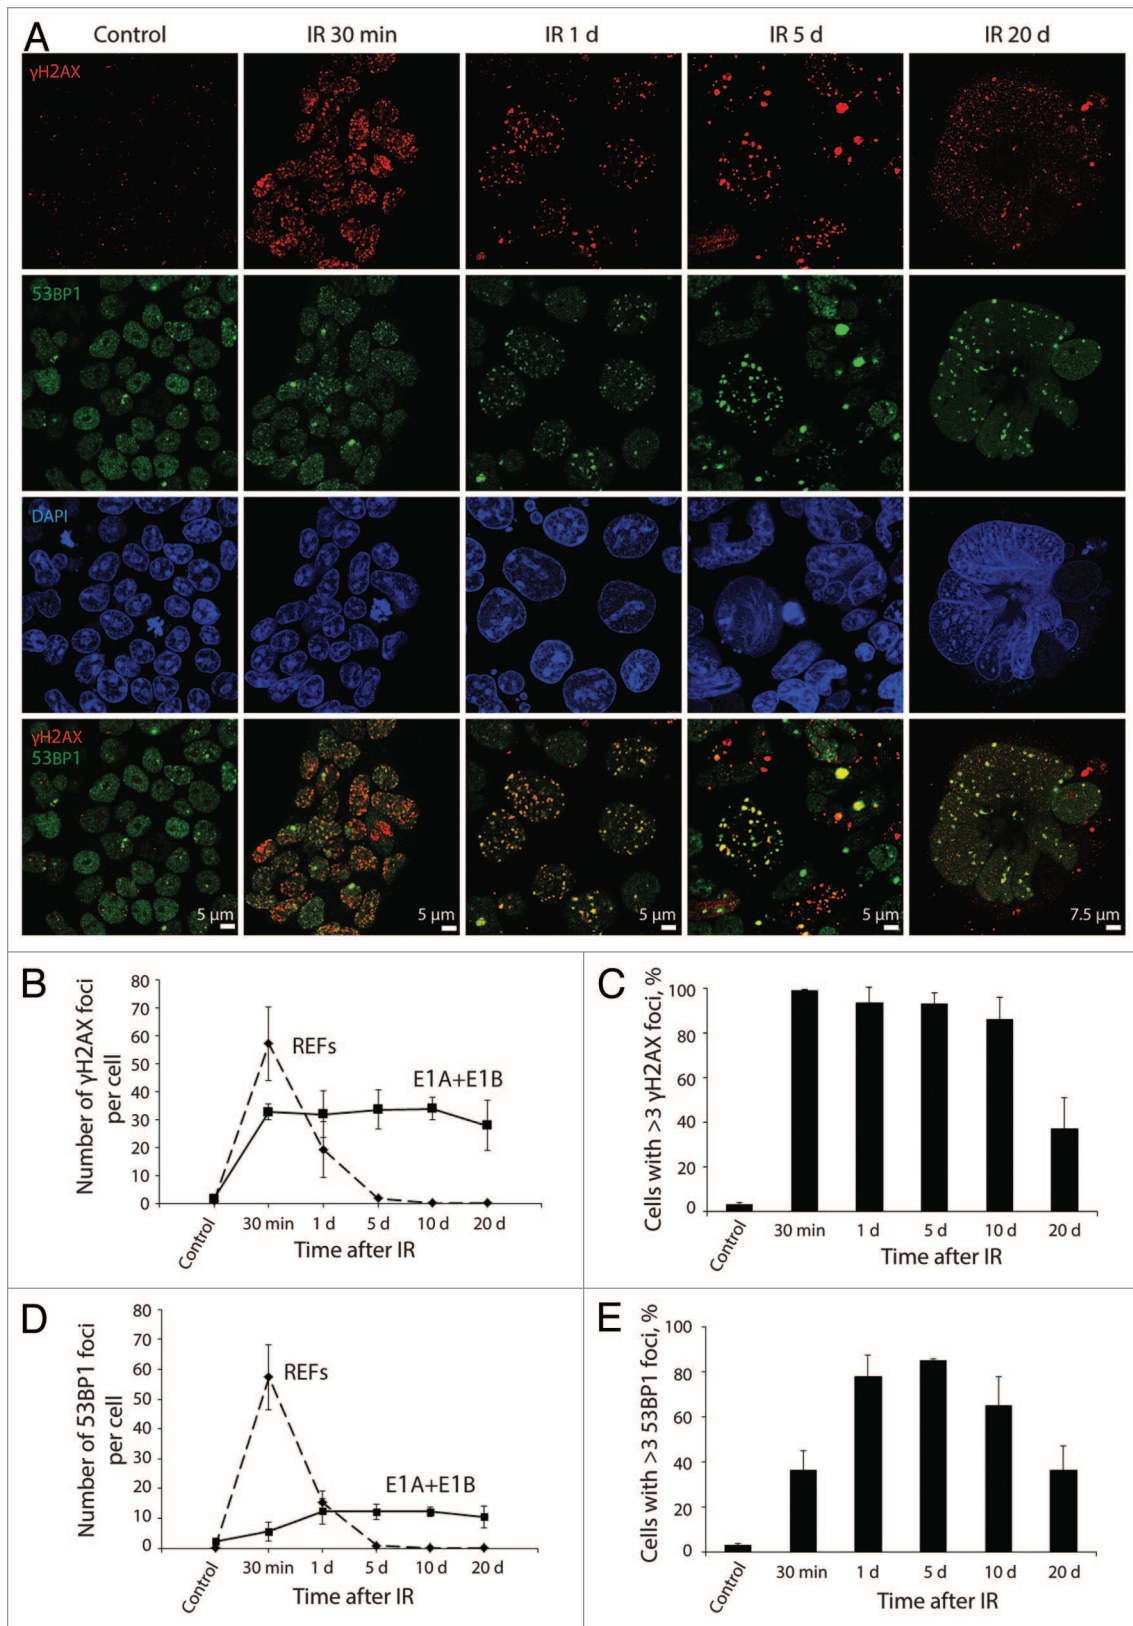 A
Control
IR 30 min
IR 1 d
IR 5 d
IR 20 d
γH2AX
53BP1
DAPI
γH2AX
53BP1
5 µm
5 µm
5 µm
5 µm
7.5 µm
B
Number of γH2AX foci
per cell
80
70
60
50
40
30
20
10
0
REFs
E1A+E1B
Control
30 min
1 d
5 d
10 d
20 d
Time after IR
C
Cells with >3 γH2AX foci, %
100
80
60
40
20
0
Control
30 min
1 d
5 d
10 d
20 d
Time after IR
D
Number of 53BP1 foci
per cell
80
70
60
50
40
30
20
10
0
REFs
E1A+E1B
Control
30 min
1 d
5 d
10 d
20 d
Time after IR
E
Cells with >3 53BP1 foci, %
100
80
60
40
20
0
Control
30 min
1 d
5 d
10 d
20 d
Time after IR